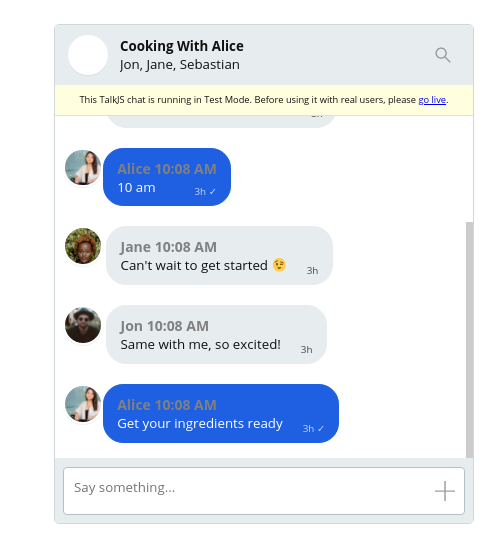 Cooking With Alice
Jon, Jane, Sebastian
This TalkJS chat is running in Test Mode. Before using it with real users, please go live.
Alice 10:08 AM
10 am
3h ✓
Jane 10:08 AM
Can't wait to get started 😉
3h
Jon 10:08 AM
Same with me, so excited!
3h
Alice 10:08 AM
Get your ingredients ready
3h ✓
Say something...